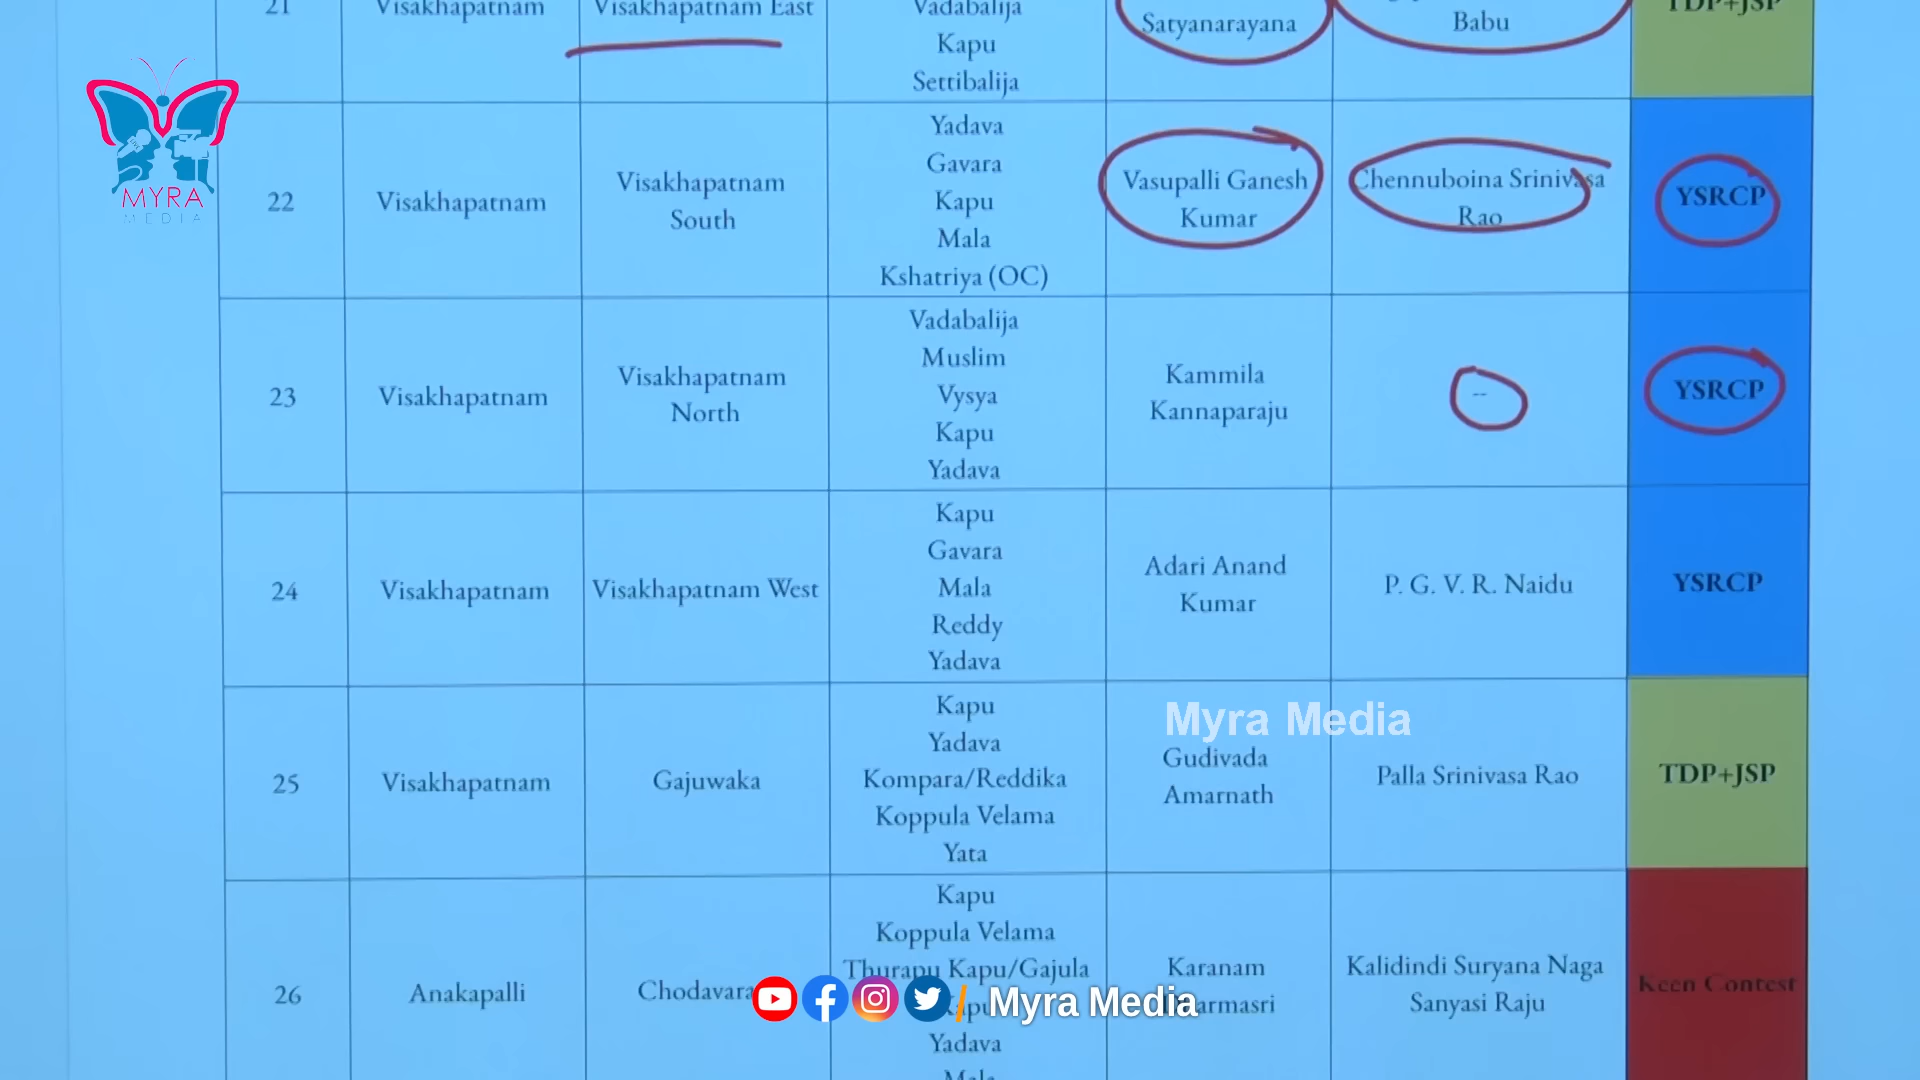 21
Visakhapatnam
Visakhapatnam East
Vadabalija
Kapu
Settibalija
Satyanarayana
Babu
TDP+JSP
MYRA
MEDIA
22
Visakhapatnam
Visakhapatnam
South
Yadava
Gavara
Kapu
Mala
Kshatriya (OC)
Vasupalli Ganesh
Kumar
Chennuboina Srinivasa
Rao
YSRCP
23
Visakhapatnam
Visakhapatnam
North
Vadabalija
Muslim
Vysya
Kapu
Yadava
Kammila
Kannaparaju
--
YSRCP
24
Visakhapatnam
Visakhapatnam West
Kapu
Gavara
Mala
Reddy
Yadava
Adari Anand
Kumar
P. G. V. R. Naidu
YSRCP
25
Visakhapatnam
Gajuwaka
Kapu
Yadava
Kompara/Reddika
Koppula Velama
Yata
Myra Media
Gudivada
Amarnath
Palla Srinivasa Rao
TDP+JSP
26
Anakapalli
Chodavara
Kapu
Koppula Velama
Thurapu Kapu/Gajula
Kapu
Yadava
Mala
Karanam
Kalidindi Suryana Naga
Sanyasi Raju
Keen Contest
/ Myra Media